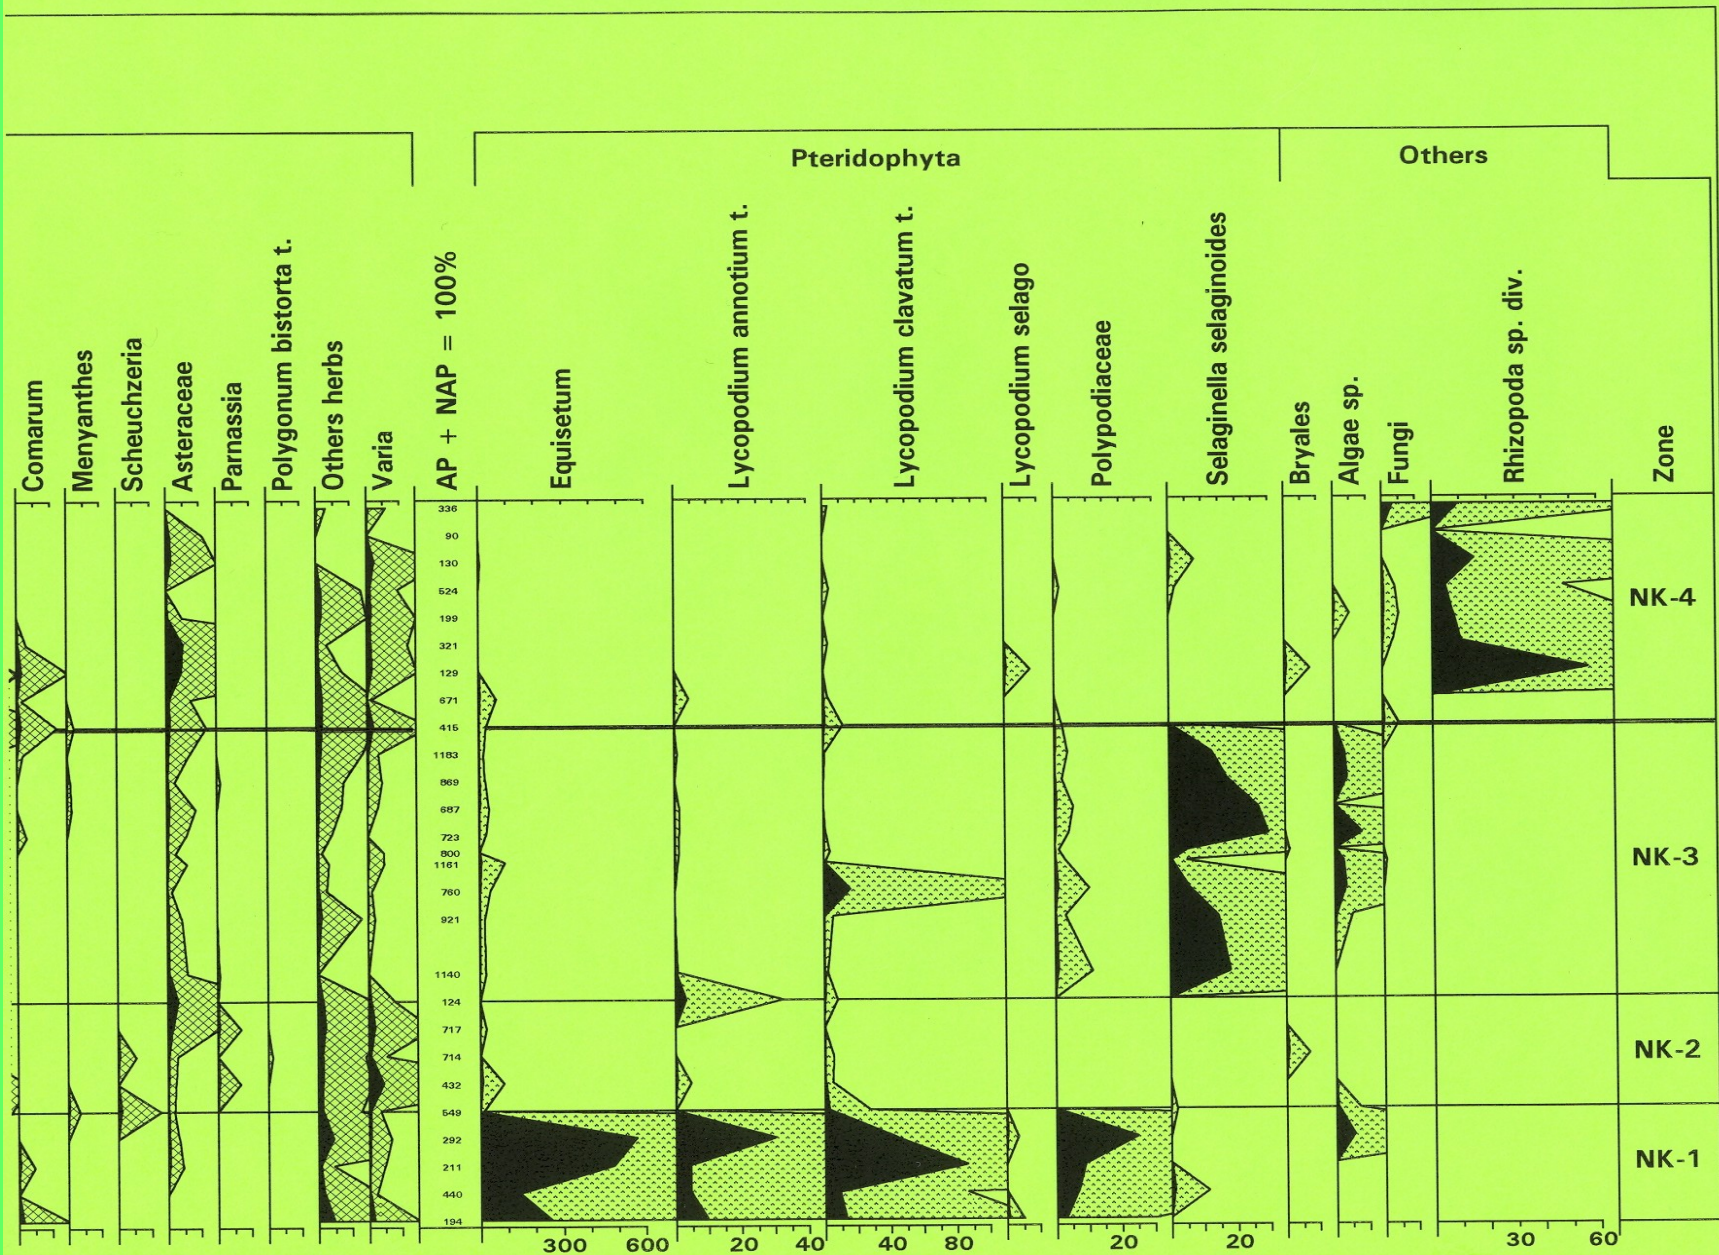 Pteridophyta
Others
Comarum
Menyanthes
Scheuchzeria
Asteraceae
Parnassia
Polygonum bistorta t.
Others herbs
Varia
AP + NAP = 100%
Equisetum
Lycopodium annotium t.
Lycopodium clavatum t.
Lycopodium selago
Polypodiaceae
Selaginella selaginoides
Bryales
Algae sp.
Fungi
Rhizopoda sp. div.
Zone
336
90
130
524
199
321
129
671
415
1183
869
687
723
800
1161
760
921
1140
124
717
714
432
549
292
211
440
194
NK-4
NK-3
NK-2
NK-1
300 600 20 40 40 80 20 20 30 60